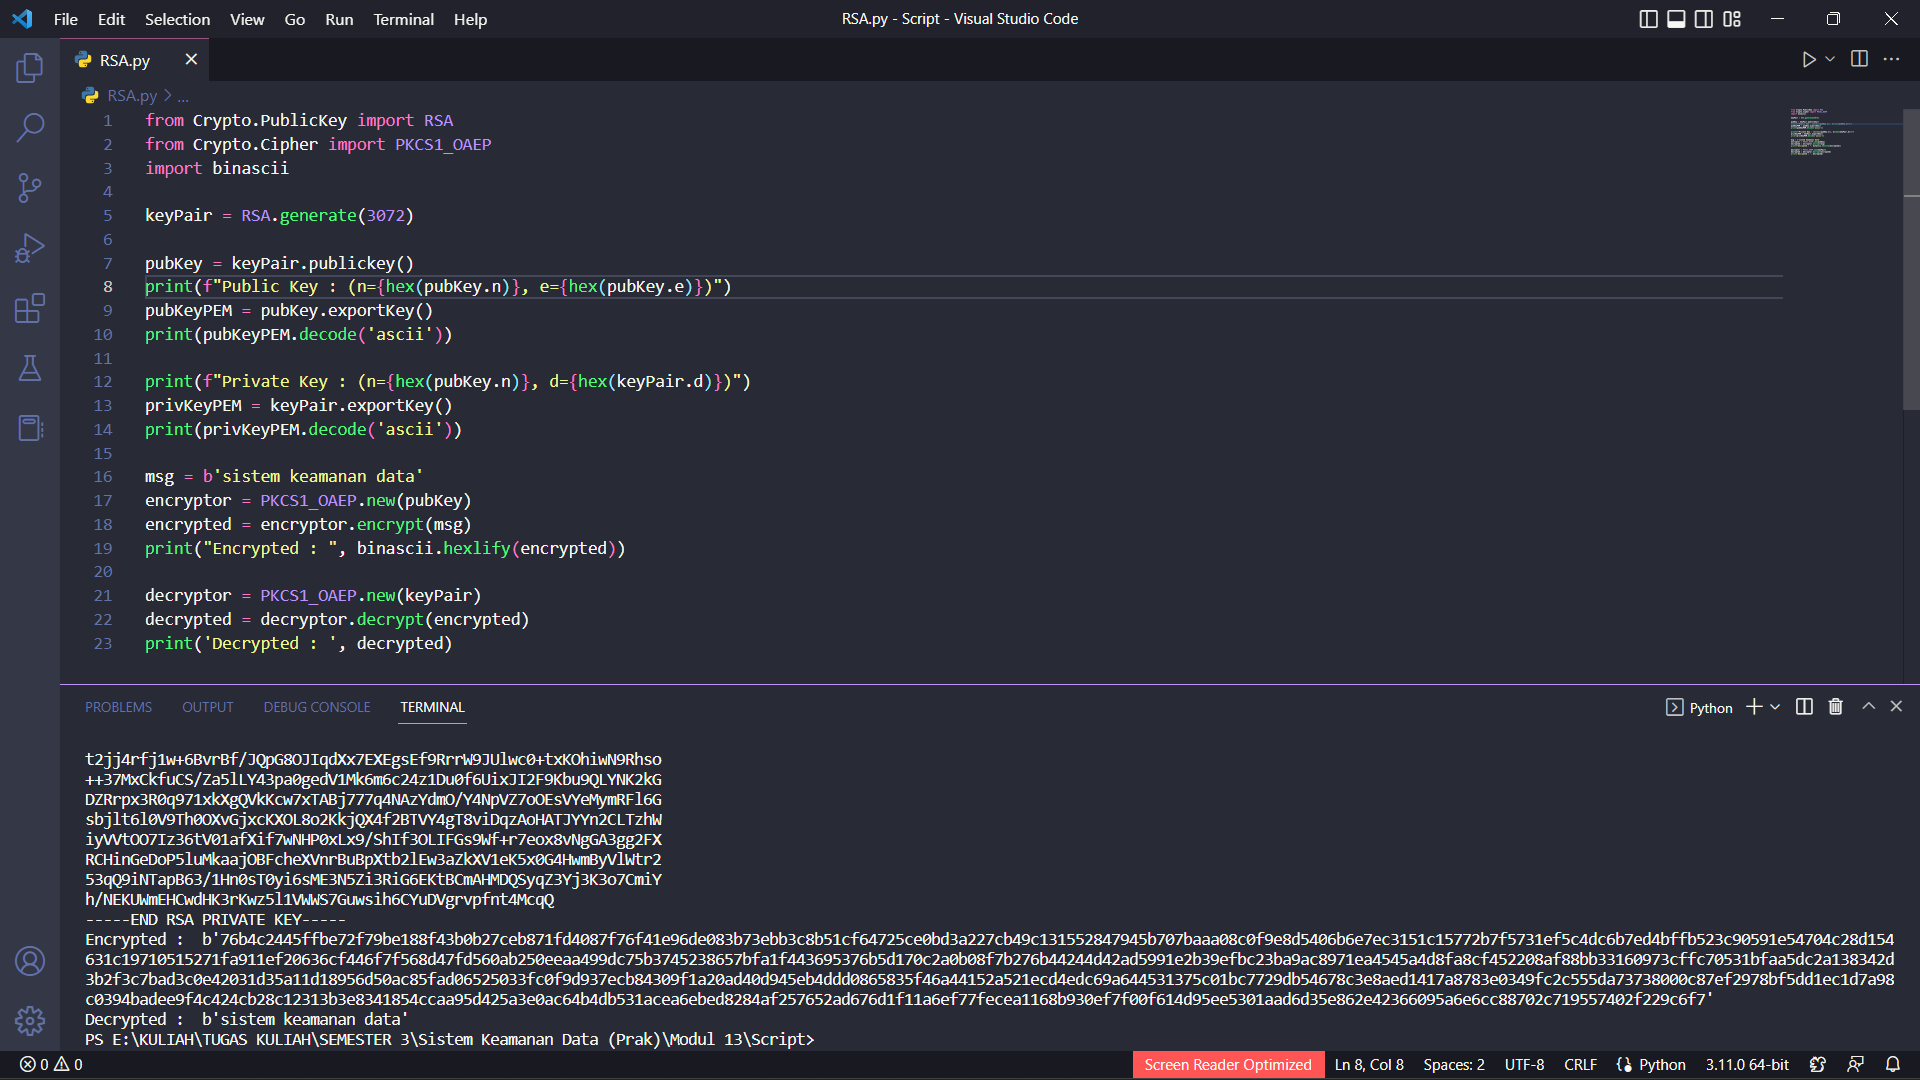 File Edit Selection View Go Run Terminal Help
RSA.py - Script - Visual Studio Code
RSA.py
RSA.py > ...
1 from Crypto.PublicKey import RSA
2 from Crypto.Cipher import PKCS1_OAEP
3 import binascii
4
5 keyPair = RSA.generate(3072)
6
7 pubKey = keyPair.publickey()
8 print(f"Public Key : (n={hex(pubKey.n)}, e={hex(pubKey.e)})")
9 pubKeyPEM = pubKey.exportKey()
10 print(pubKeyPEM.decode('ascii'))
11
12 print(f"Private Key : (n={hex(pubKey.n)}, d={hex(keyPair.d)})")
13 privKeyPEM = keyPair.exportKey()
14 print(privKeyPEM.decode('ascii'))
15
16 msg = b'sistem keamanan data'
17 encryptor = PKCS1_OAEP.new(pubKey)
18 encrypted = encryptor.encrypt(msg)
19 print("Encrypted : ", binascii.hexlify(encrypted))
20
21 decryptor = PKCS1_OAEP.new(keyPair)
22 decrypted = decryptor.decrypt(encrypted)
23 print('Decrypted : ', decrypted)
PROBLEMS OUTPUT DEBUG CONSOLE TERMINAL
Python
t2jj4rfj1w+6BvrBf/JQpG8OJIqdXx7EXEgsEf9RrrW9JUlwc0+txKOhiwN9Rhso
++37MxCkfuCS/Za5lLY43pa0gedV1Mk6m6c24z1Du0f6UixJI2F9Kbu9QLYNK2kG
DZRrpx3R0q971xkXgQVkKcw7xTABj777q4NAzYdmO/Y4NpVZ7oOEsVYeMymRFl6G
sbjlt6l0V9Th0OXvGjxcKXOL8o2KkjQX4f2BTVY4gT8viDqzAoHATJYYn2CLTzhW
iyVVtOO7Iz36tV01afXif7wNHP0xLx9/ShIf3OLIFGs9Wf+r7eox8vNgGA3gg2FX
RCHinGeDoP5luMkaajOBFcheXVnrBuBpXtb2lEw3aZkXV1eK5x0G4HwmByVlWtr2
53qQ9iNTapB63/1Hn0sT0yi6sME3N5Zi3RiG6EKtBCmAHMDQSyqZ3Yj3K3o7CmiY
h/NEKUWmEHCwdHK3rKwz5l1VWWS7Guwsih6CYuDVgrvpfnt4McqQ
-----END RSA PRIVATE KEY-----
Encrypted :  b'76b4c2445ffbe72f79be188f43b0b27ceb871fd4087f76f41e96de083b73ebb3c8b51cf64725ce0bd3a227cb49c131552847945b707baaa08c0f9e8d5406b6e7ec3151c15772b7f5731ef5c4dc6b7ed4bffb523c90591e54704c28d154
631c19710515271fa911ef20636cf446f7f568d47fd560ab250eeaa499dc75b3745238657bfa1f443695376b5d170c2a0b08f7b276b44244d42ad5991e2b39efbc23ba9ac8971ea4545a4d8fa8cf452208af88bb33160973cffc70531bfaa5dc2a138342d
3b2f3c7bad3c0e42031d35a11d18956d50ac85fad06525033fc0f9d937ecb84309f1a20ad40d945eb4ddd0865835f46a44152a521ecd4edc69a644531375c01bc7729db54678c3e8aed1417a8783e0349fc2c555da73738000c87ef2978bf5dd1ec1d7a98
c0394badee9f4c424cb28c12313b3e8341854ccaa95d425a3e0ac64b4db531acea6ebed8284af257652ad676d1f11a6ef77fecea1168b930ef7f00f614d95ee5301aad6d35e862e42366095a6e6cc88702c719557402f229c6f7'
Decrypted :  b'sistem keamanan data'
PS E:\KULIAH\TUGAS KULIAH\SEMESTER 3\Sistem Keamanan Data (Prak)\Modul 13\Script>
0 0 Screen Reader Optimized Ln 8, Col 8 Spaces: 2 UTF-8 CRLF Python 3.11.0 64-bit